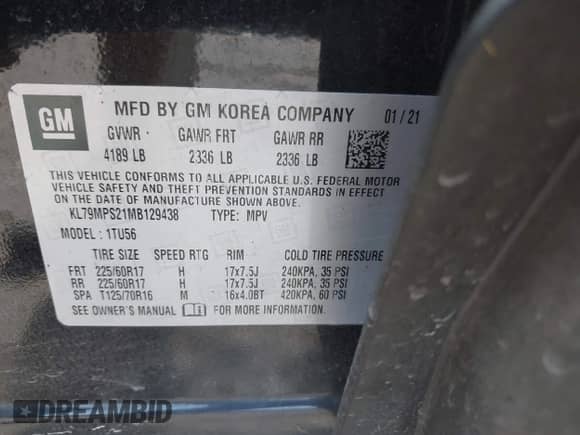 GM MFD BY GM KOREA COMPANY 01/21
GVWR GAWR FRT GAWR RR
4189 LB 2336 LB 2336 LB
THIS VEHICLE CONFORMS TO ALL APPLICABLE U.S. FEDERAL MOTOR
VEHICLE SAFETY AND THEFT PREVENTION STANDARDS IN EFFECT
ON THE DATE OF MANUFACTURE SHOWN ABOVE.
KL79MPS21MB129438 TYPE: MPV
MODEL: 1TU56
TIRE SIZE SPEED RTG RIM COLD TIRE PRESSURE
FRT 225/60R17 H 17x7.5J 240KPA, 35 PSI
RR 225/60R17 H 17x7.5J 240KPA, 35 PSI
SPA T125/70R16 M 16x4.0BT 420KPA, 60 PSI
SEE OWNER'S MANUAL FOR MORE INFORMATION.
DREAMBID